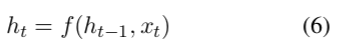 h_t = f(h_{t-1}, x_t) (6)